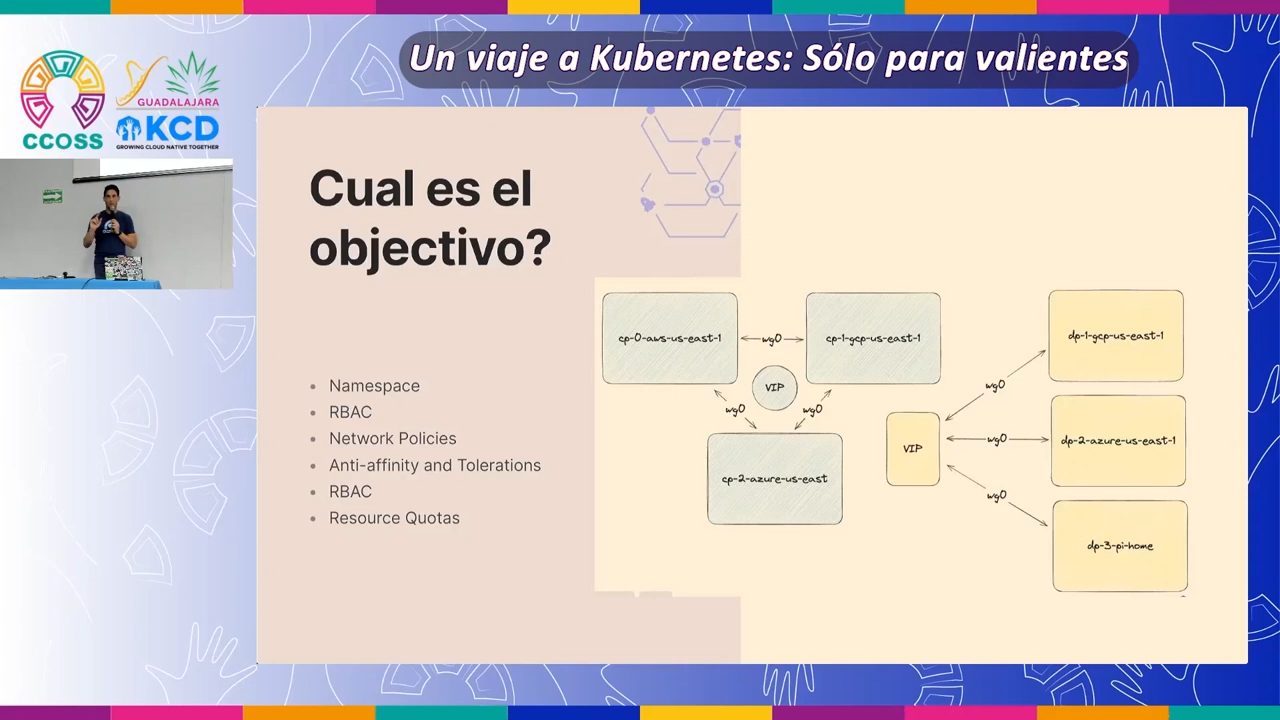 Un viaje a Kubernetes: Sólo para valientes
CCOSS
GUADALAJARA
KCD
GROWING CLOUD NATIVE TOGETHER
Cual es el
objectivo?
• Namespace
• RBAC
• Network Policies
• Anti-affinity and Tolerations
• RBAC
• Resource Quotas
cp-0-aws-us-east-1
wg0
cp-1-gcp-us-east-1
VIP
wg0
wg0
cp-2-azure-us-east
VIP
wg0
wg0
wg0
dp-1-gcp-us-east-1
dp-2-azure-us-east-1
dp-3-pi-home